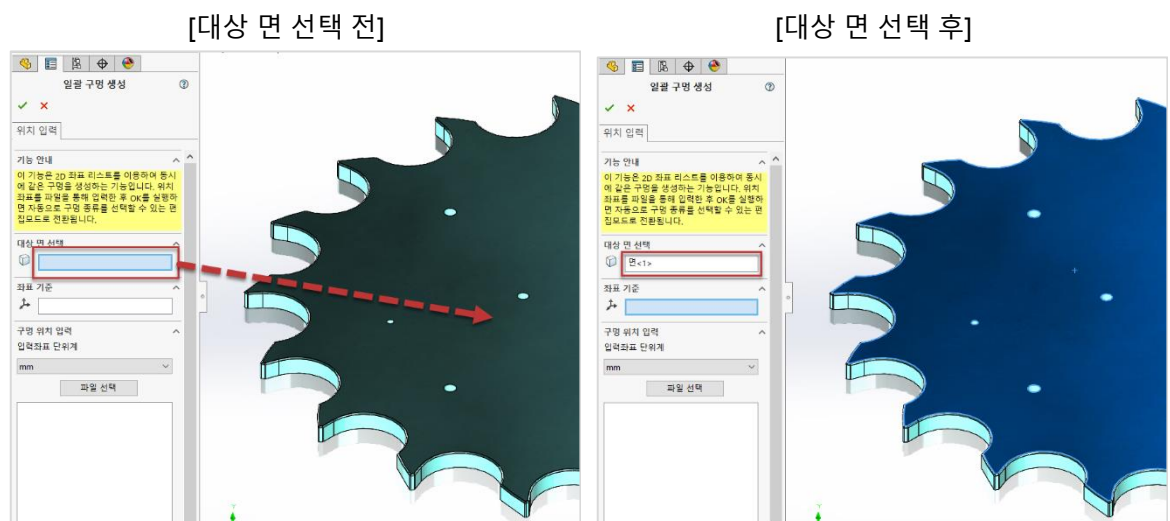 [대상 면 선택 전]
일괄 구멍 생성
위치 입력
기능 안내
이 기능은 2D 좌표 리스트를 이용하여 동시
에 같은 구멍을 생성하는 기능입니다. 위치
좌표를 파일을 통해 입력한 후 OK를 실행하
면 자동으로 구멍 종류를 선택할 수 있는 편
집모드로 전환됩니다.
대상 면 선택
좌표 기준
구멍 위치 입력
입력좌표 단위계
mm
파일 선택
Y
[대상 면 선택 후]
일괄 구멍 생성
위치 입력
기능 안내
이 기능은 2D 좌표 리스트를 이용하여 동시
에 같은 구멍을 생성하는 기능입니다. 위치
좌표를 파일을 통해 입력한 후 OK를 실행하
면 자동으로 구멍 종류를 선택할 수 있는 편
집모드로 전환됩니다.
대상 면 선택
면<1>
좌표 기준
구멍 위치 입력
입력좌표 단위계
mm
파일 선택
Y